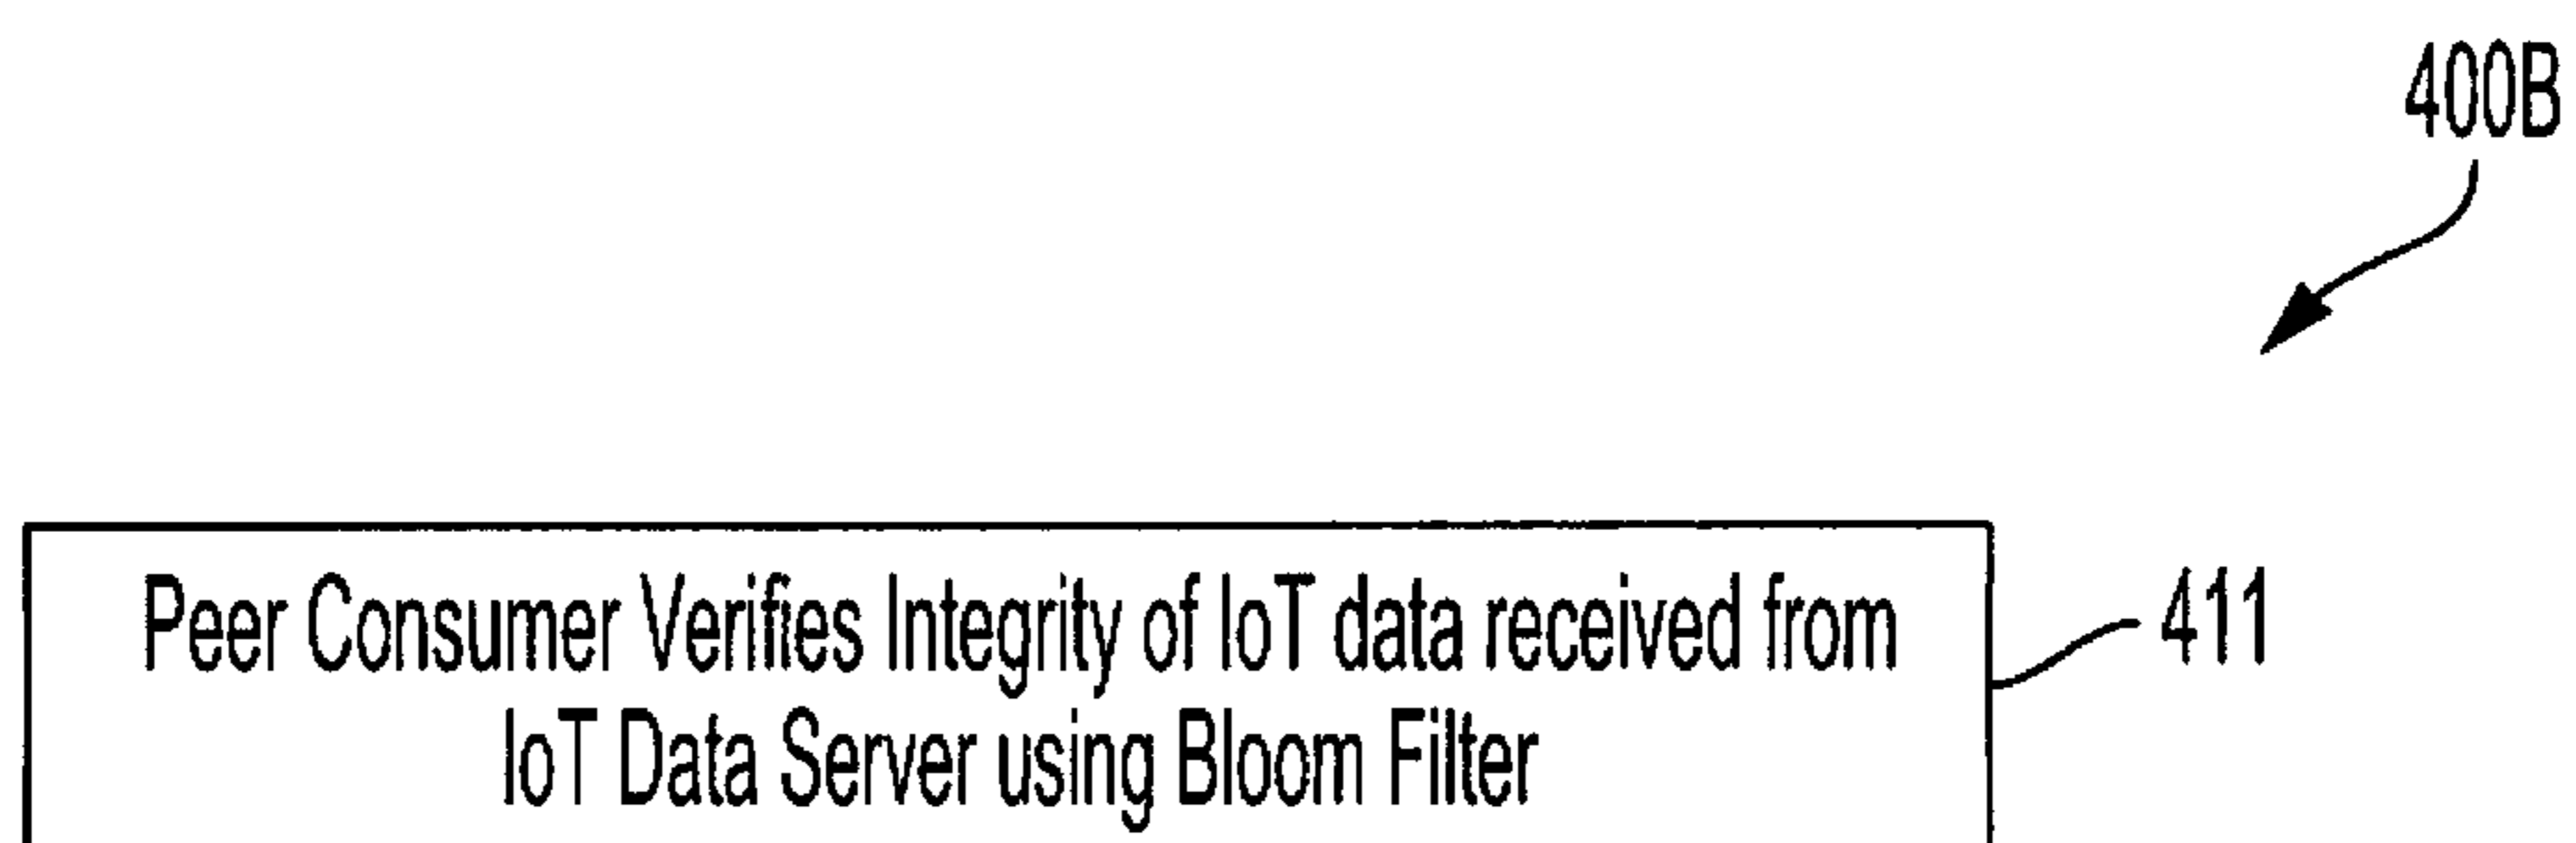 400B
Peer Consumer Verifies Integrity of IoT data received from
411
IoT Data Server using Bloom Filter